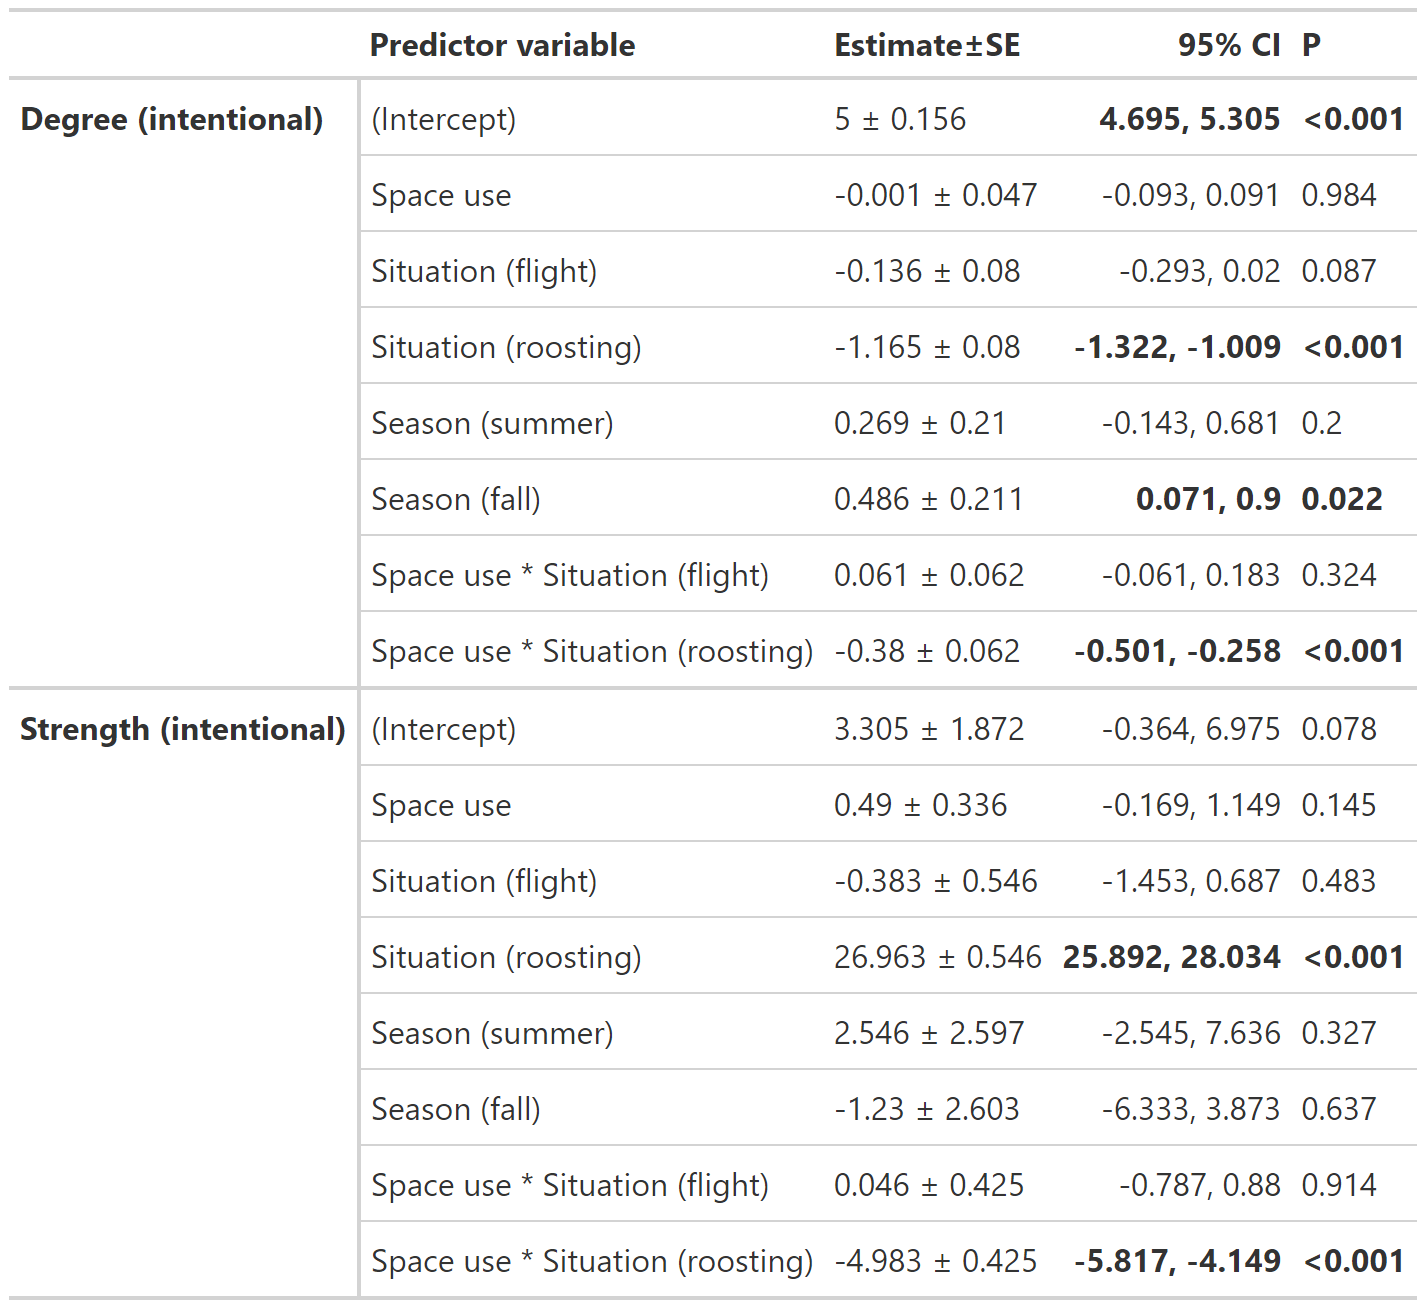 Predictor variable Estimate±SE 95% CI P
Degree (intentional) (Intercept) 5 ± 0.156 4.695, 5.305 <0.001
Space use -0.001 ± 0.047 -0.093, 0.091 0.984
Situation (flight) -0.136 ± 0.08 -0.293, 0.02 0.087
Situation (roosting) -1.165 ± 0.08 -1.322, -1.009 <0.001
Season (summer) 0.269 ± 0.21 -0.143, 0.681 0.2
Season (fall) 0.486 ± 0.211 0.071, 0.9 0.022
Space use * Situation (flight) 0.061 ± 0.062 -0.061, 0.183 0.324
Space use * Situation (roosting) -0.38 ± 0.062 -0.501, -0.258 <0.001
Strength (intentional) (Intercept) 3.305 ± 1.872 -0.364, 6.975 0.078
Space use 0.49 ± 0.336 -0.169, 1.149 0.145
Situation (flight) -0.383 ± 0.546 -1.453, 0.687 0.483
Situation (roosting) 26.963 ± 0.546 25.892, 28.034 <0.001
Season (summer) 2.546 ± 2.597 -2.545, 7.636 0.327
Season (fall) -1.23 ± 2.603 -6.333, 3.873 0.637
Space use * Situation (flight) 0.046 ± 0.425 -0.787, 0.88 0.914
Space use * Situation (roosting) -4.983 ± 0.425 -5.817, -4.149 <0.001